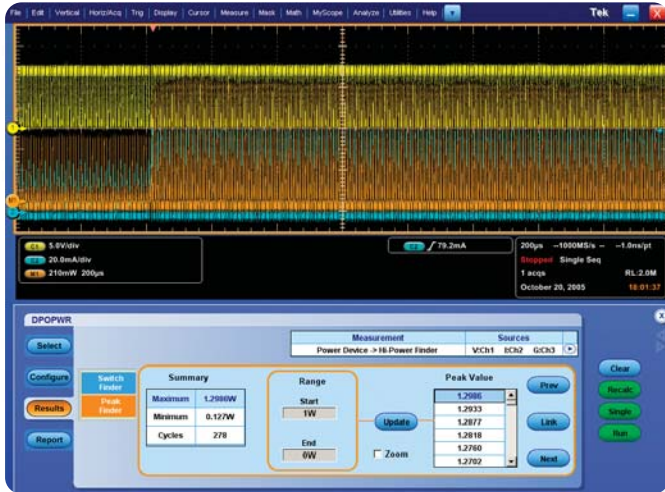 File | Edit | Vertical | Horiz/Acq | Trig | Display | Cursor | Measure | Mask | Math | MyScope | Analyze | Utilities | Help
Tek
X
1
M1
C1 5.0V/div
C2 20.0mA/div
M1 210mW 200µs
C2 79.2mA
200µs --1000MS/s -- --1.0ns/pt
Stopped Single Seq
1 acqs RL:2.0M
October 20, 2005 18:01:37
DPOPWR
X
Select
Configure
Results
Report
Switch Finder
Peak Finder
Measurement Sources
Power Device -> Hi-Power Finder V:Ch1 I:Ch2 G:Ch3
Summary
Maximum 1.2986W
Minimum 0.127W
Cycles 278
Range
Start
1W
End
0W
Update
Zoom
Peak Value
1.2986
1.2933
1.2877
1.2818
1.2760
1.2702
Prev
Link
Next
Clear
Recalc
Single
Run